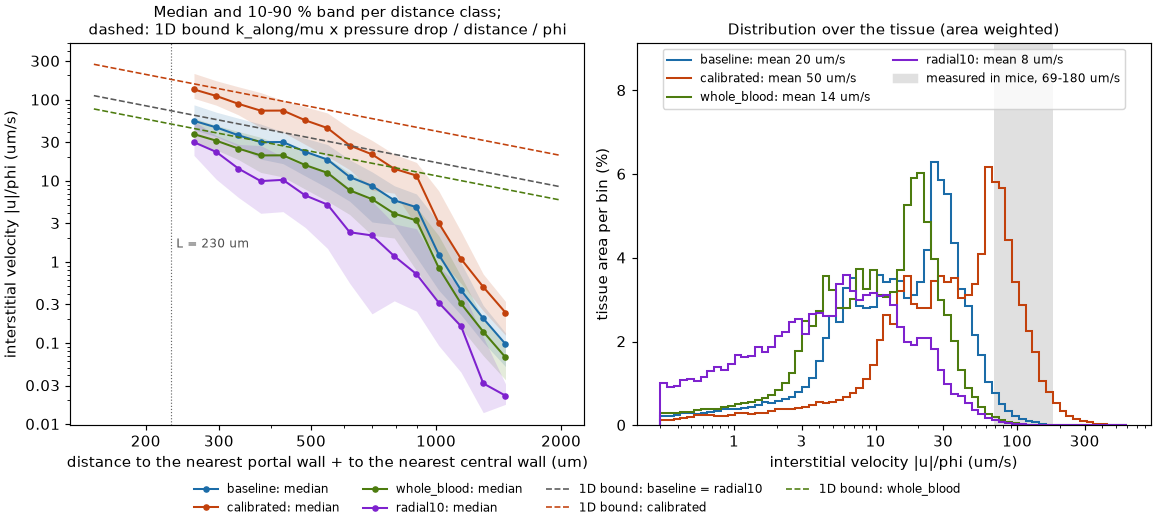 Median and 10-90 % band per distance class;
dashed: 1D bound k_along/mu x pressure drop / distance / phi
interstitial velocity |u|/phi (um/s)
300
100
30
10
3
1
0.3
0.1
0.03
0.01
L = 230 um
200
300
500
1000
2000
distance to the nearest portal wall + to the nearest central wall (um)
Distribution over the tissue (area weighted)
baseline: mean 20 um/s
calibrated: mean 50 um/s
whole_blood: mean 14 um/s
radial10: mean 8 um/s
measured in mice, 69-180 um/s
tissue area per bin (%)
8
6
4
2
0
1
3
10
30
100
300
interstitial velocity |u|/phi (um/s)
baseline: median
calibrated: median
whole_blood: median
radial10: median
1D bound: baseline = radial10
1D bound: calibrated
1D bound: whole_blood